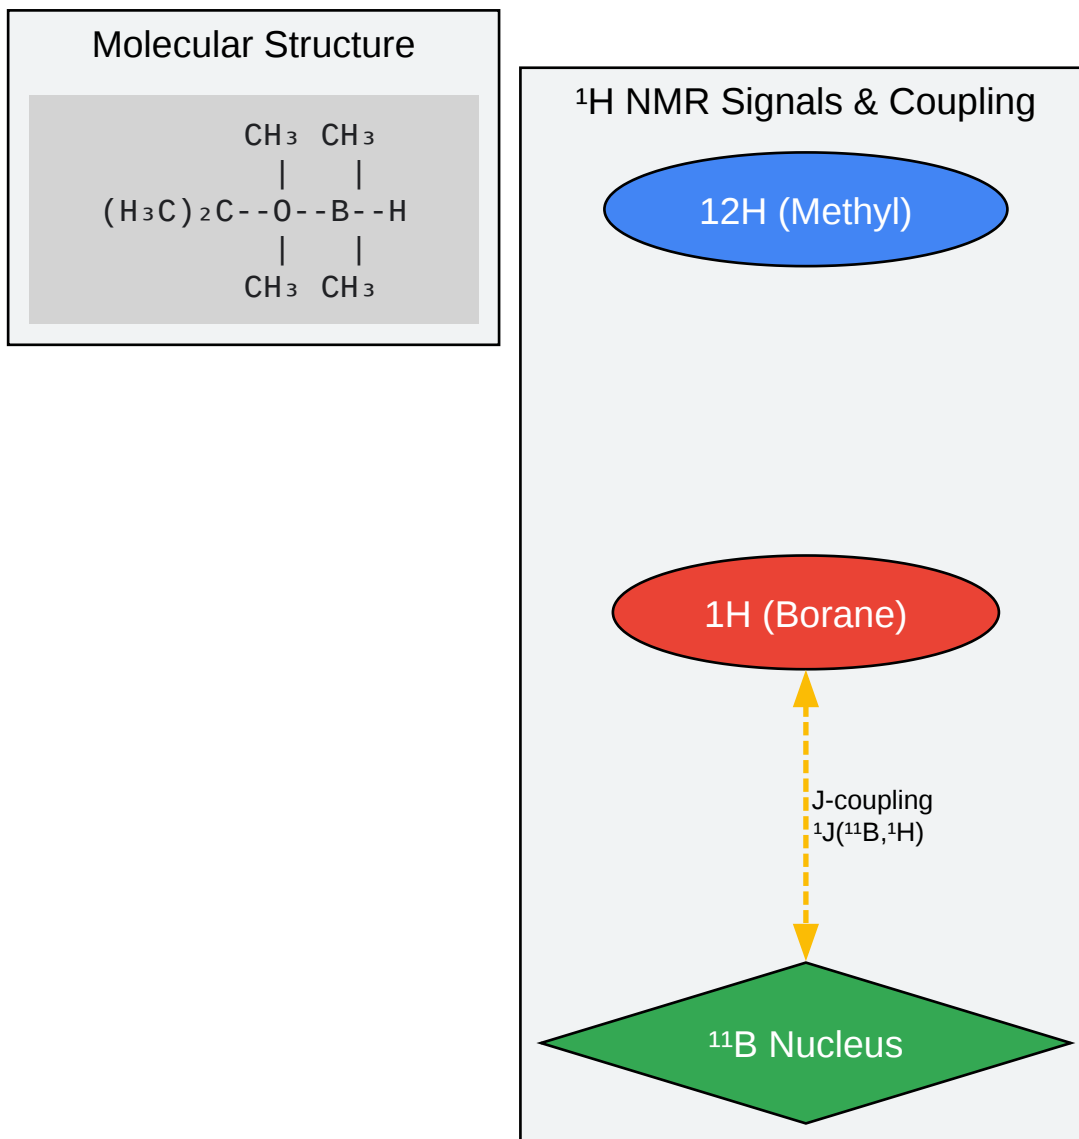 Molecular Structure
CH₃ CH₃
|   |
(H₃C)₂C--O--B--H
|   |
CH₃ CH₃
¹H NMR Signals & Coupling
12H (Methyl)
1H (Borane)
J-coupling
¹J(¹¹B,¹H)
¹¹B Nucleus